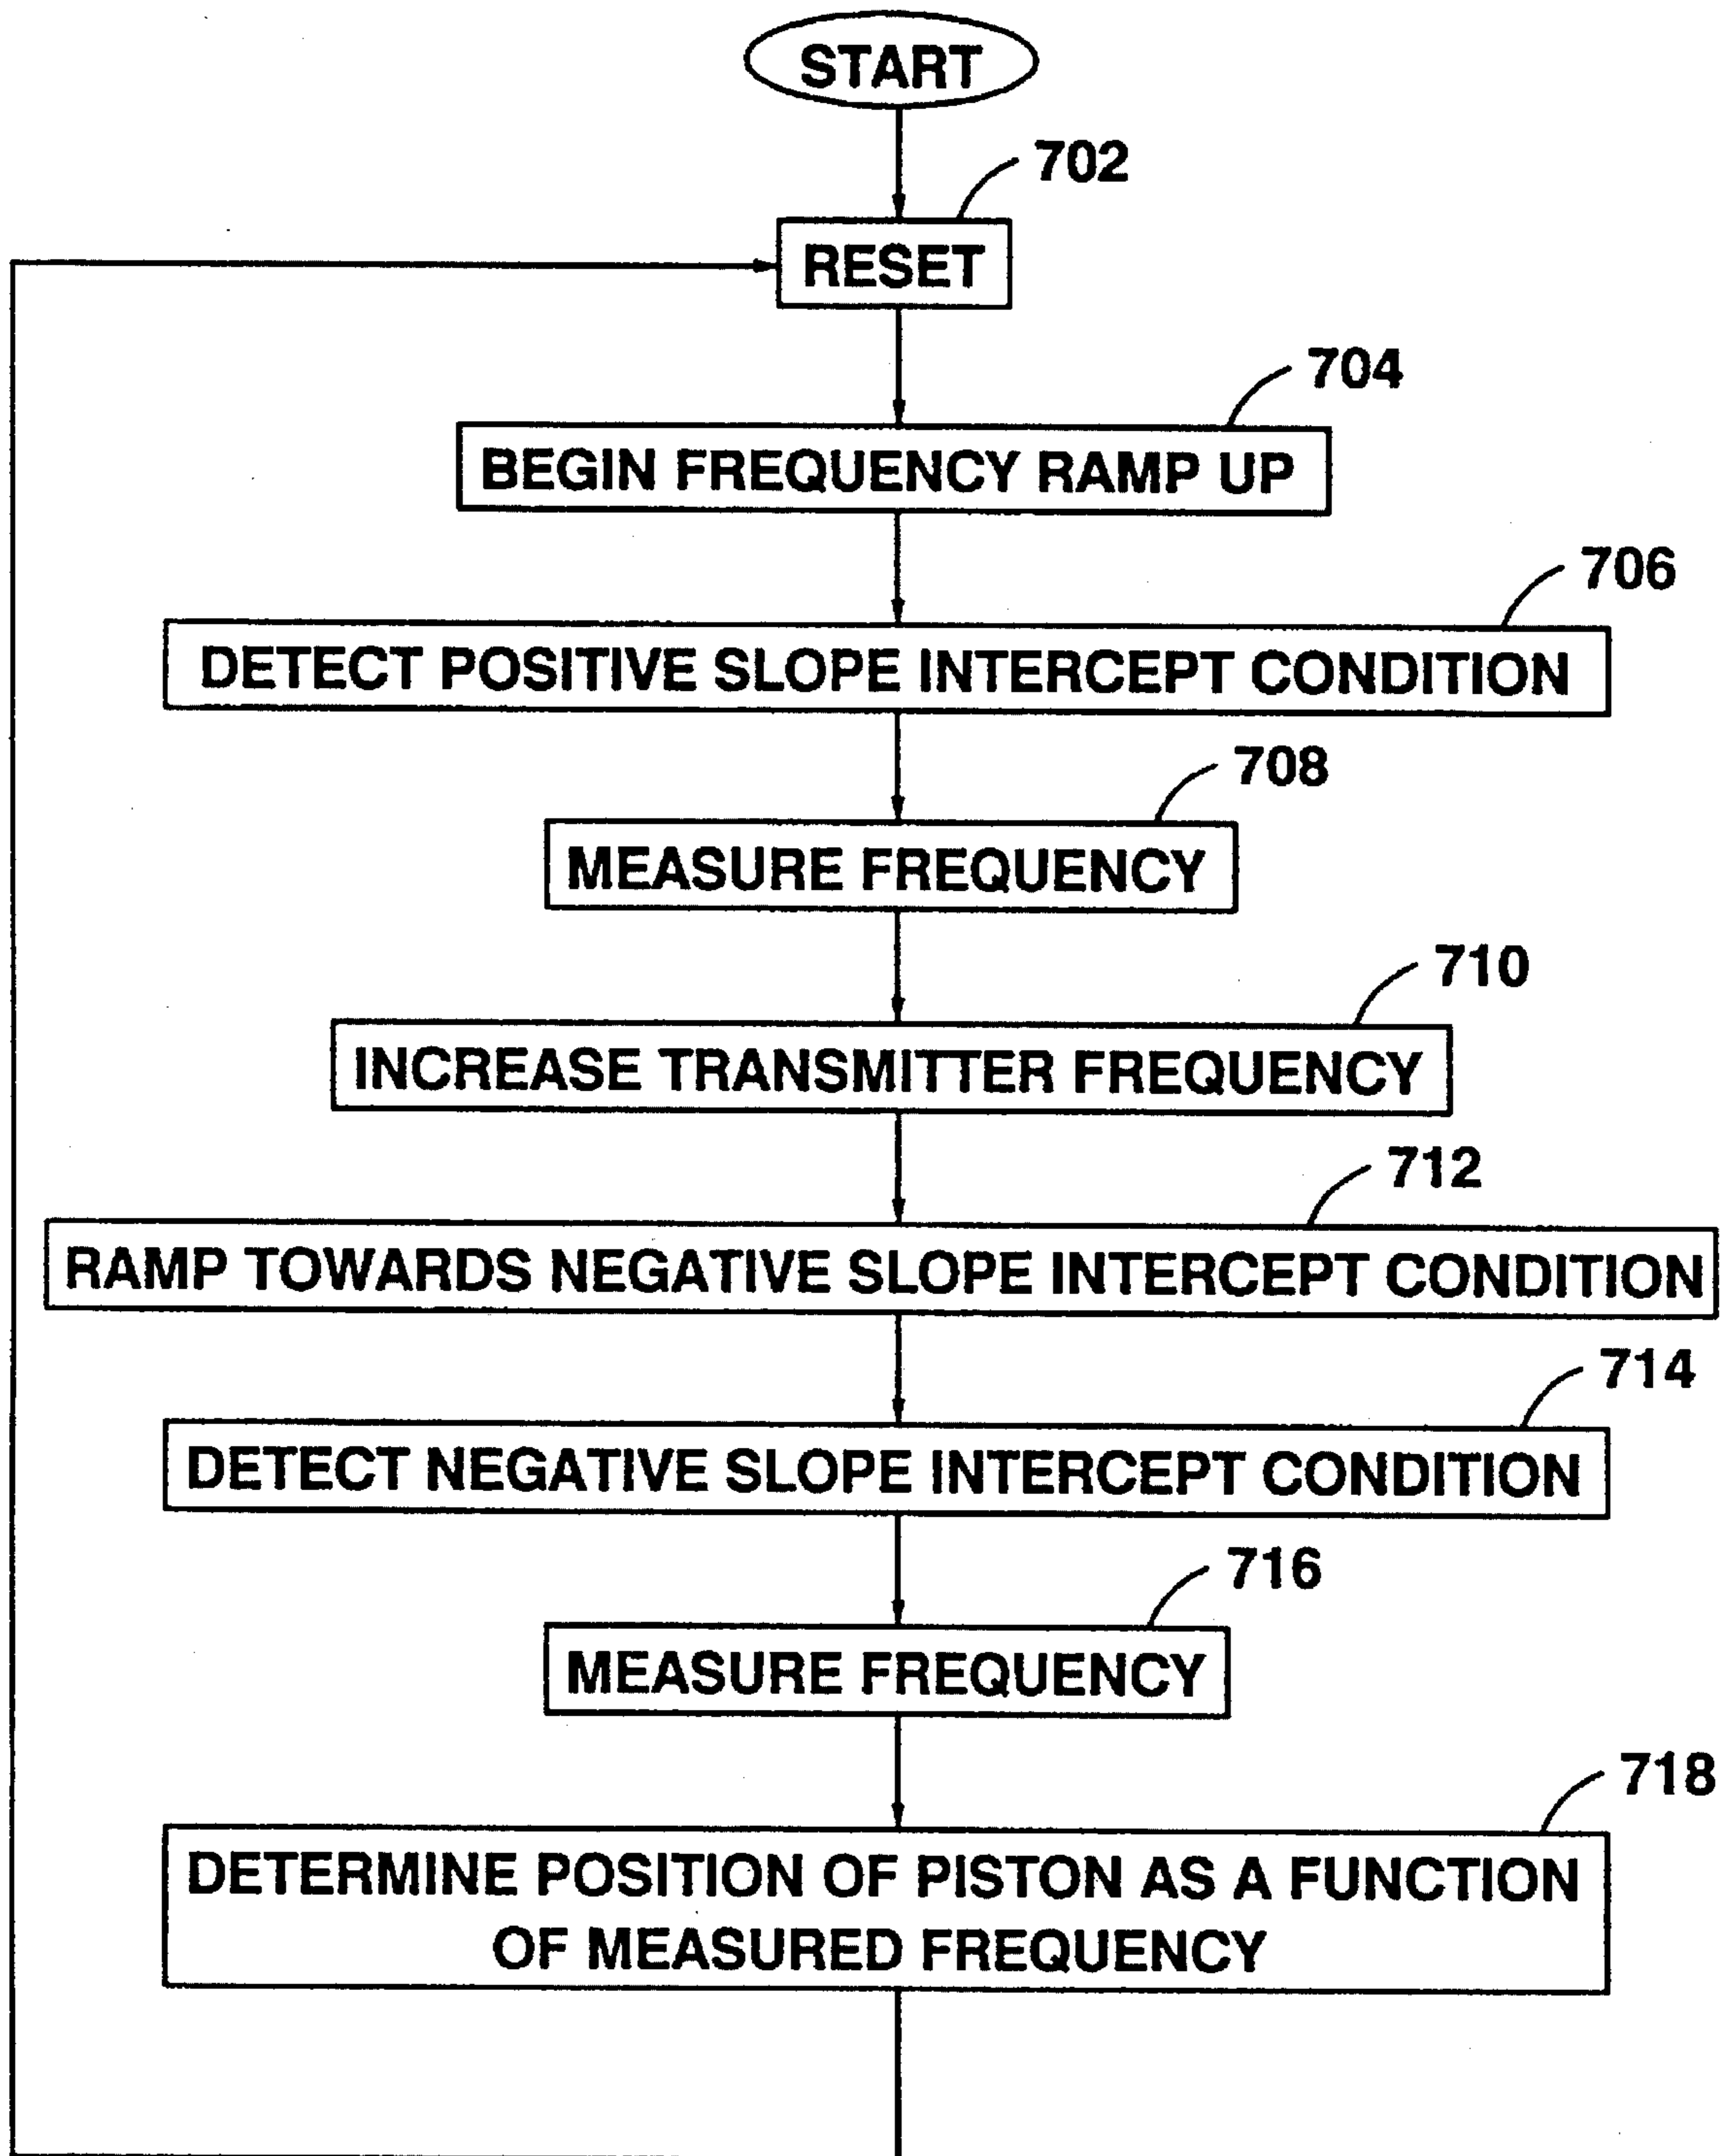 START
702
RESET
704
BEGIN FREQUENCY RAMP UP
706
DETECT POSITIVE SLOPE INTERCEPT CONDITION
708
MEASURE FREQUENCY
710
INCREASE TRANSMITTER FREQUENCY
712
RAMP TOWARDS NEGATIVE SLOPE INTERCEPT CONDITION
714
DETECT NEGATIVE SLOPE INTERCEPT CONDITION
716
MEASURE FREQUENCY
718
DETERMINE POSITION OF PISTON AS A FUNCTION
OF MEASURED FREQUENCY